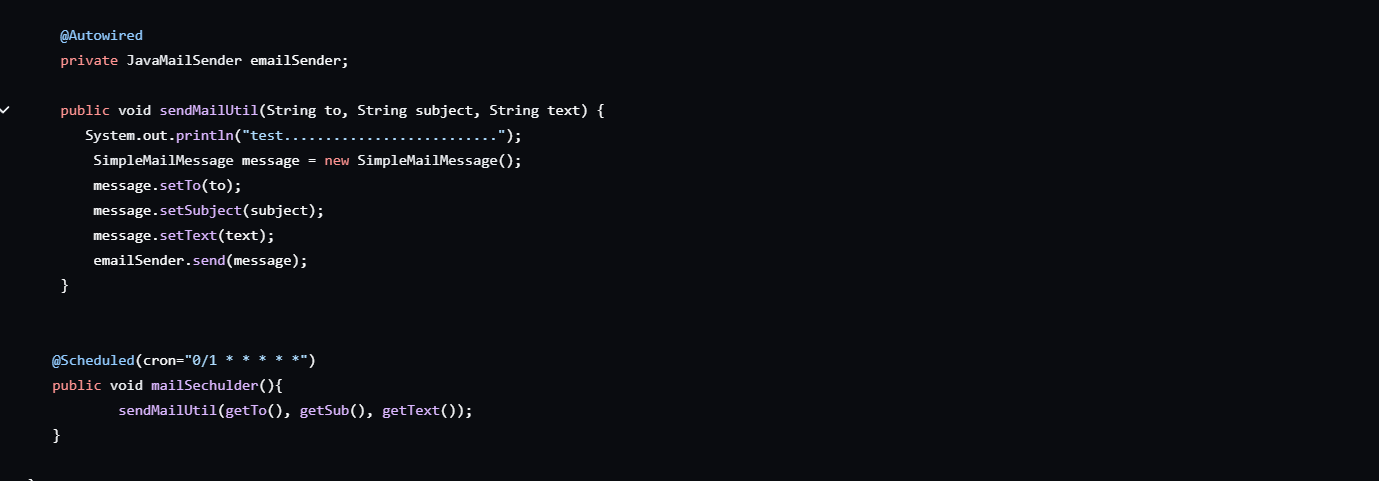 @Autowired
private JavaMailSender emailSender;
public void sendMailUtil(String to, String subject, String text) {
System.out.println("test..........................");
SimpleMailMessage message = new SimpleMailMessage();
message.setTo(to);
message.setSubject(subject);
message.setText(text);
emailSender.send(message);
}
@Scheduled(cron="0/1 * * * * *")
public void mailSechulder(){
sendMailUtil(getTo(), getSub(), getText());
}